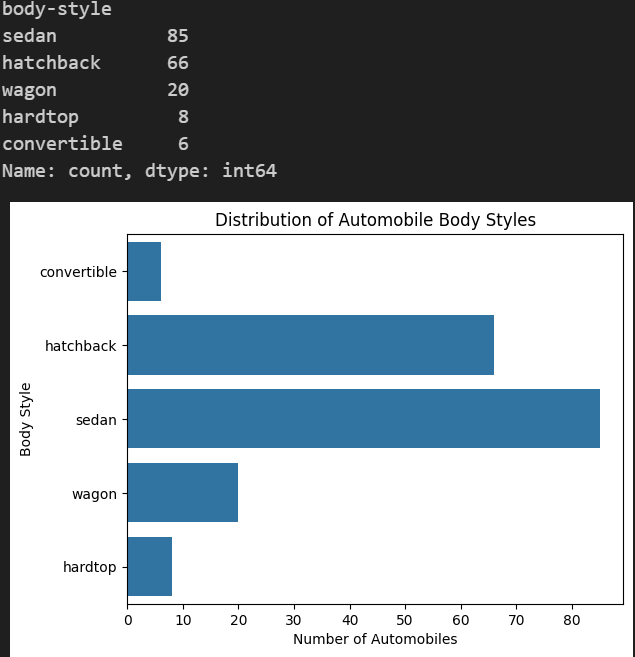 body-style
sedan 85
hatchback 66
wagon 20
hardtop 8
convertible 6
Name: count, dtype: int64
Distribution of Automobile Body Styles
convertible
hatchback
sedan
wagon
hardtop
Body Style
0 10 20 30 40 50 60 70 80
Number of Automobiles